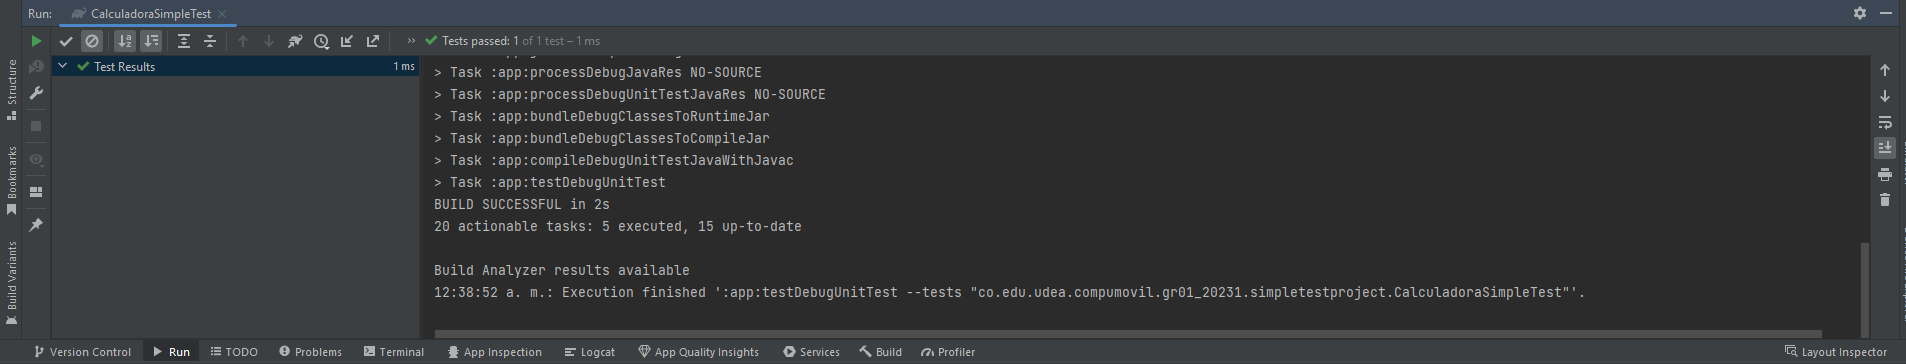 Run: CalculadoraSimpleTest
Tests passed: 1 of 1 test – 1 ms
Test Results 1 ms
> Task :app:processDebugJavaRes NO-SOURCE
> Task :app:processDebugUnitTestJavaRes NO-SOURCE
> Task :app:bundleDebugClassesToRuntimeJar
> Task :app:bundleDebugClassesToCompileJar
> Task :app:compileDebugUnitTestJavaWithJavac
> Task :app:testDebugUnitTest
BUILD SUCCESSFUL in 2s
20 actionable tasks: 5 executed, 15 up-to-date
Build Analyzer results available
12:38:52 a. m.: Execution finished ':app:testDebugUnitTest --tests "co.edu.udea.compumovil.gr01_20231.simpletestproject.CalculadoraSimpleTest"'.
Structure
Bookmarks
Build Variants
Version Control Run TODO Problems Terminal App Inspection Logcat App Quality Insights Services Build Profiler Layout Inspector